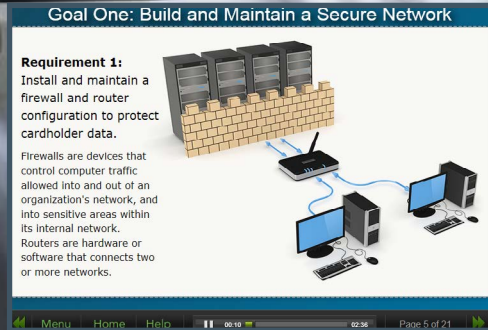 Goal One: Build and Maintain a Secure Network
Requirement 1:
Install and maintain a
firewall and router
configuration to protect
cardholder data.
Firewalls are devices that
control computer traffic
allowed into and out of an
organization's network, and
into sensitive areas within
its internal network.
Routers are hardware or
software that connects two
or more networks.
Menu Home Help 00:10 02:36 Page 5 of 21